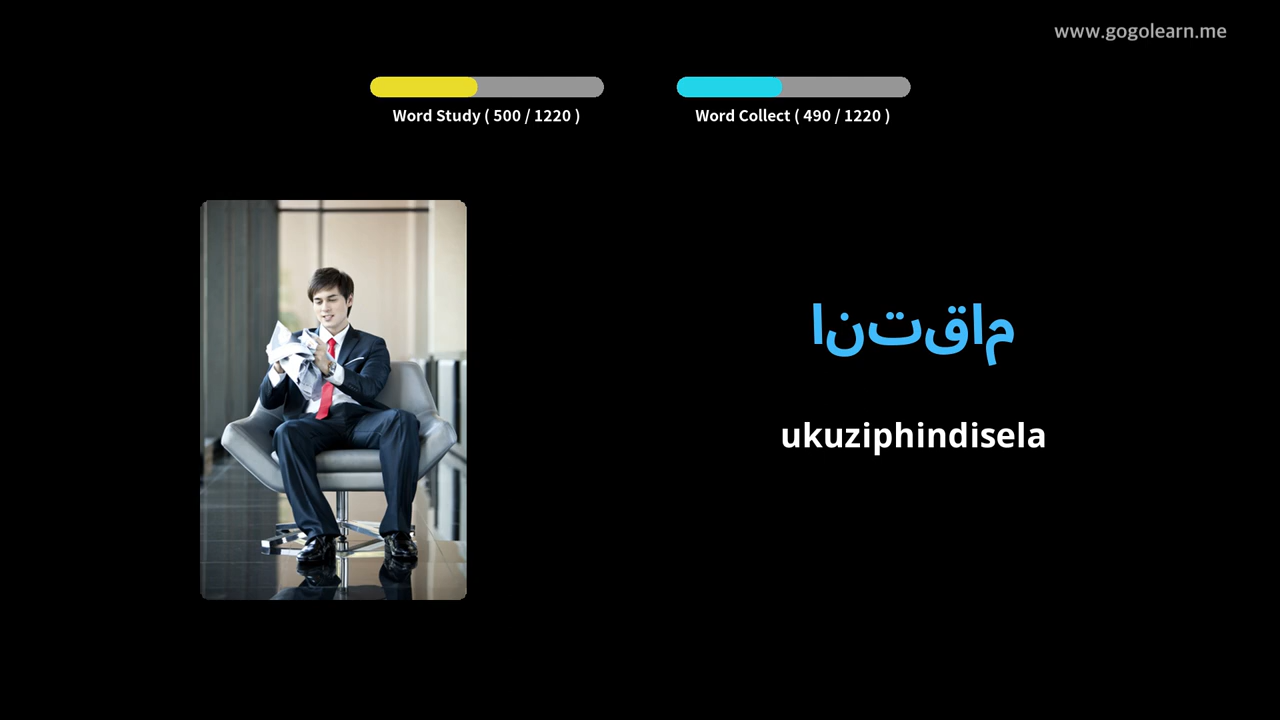 www.gogolearn.me
Word Study ( 500 / 1220 )
Word Collect ( 490 / 1220 )
انتقام
ukuziphindisela